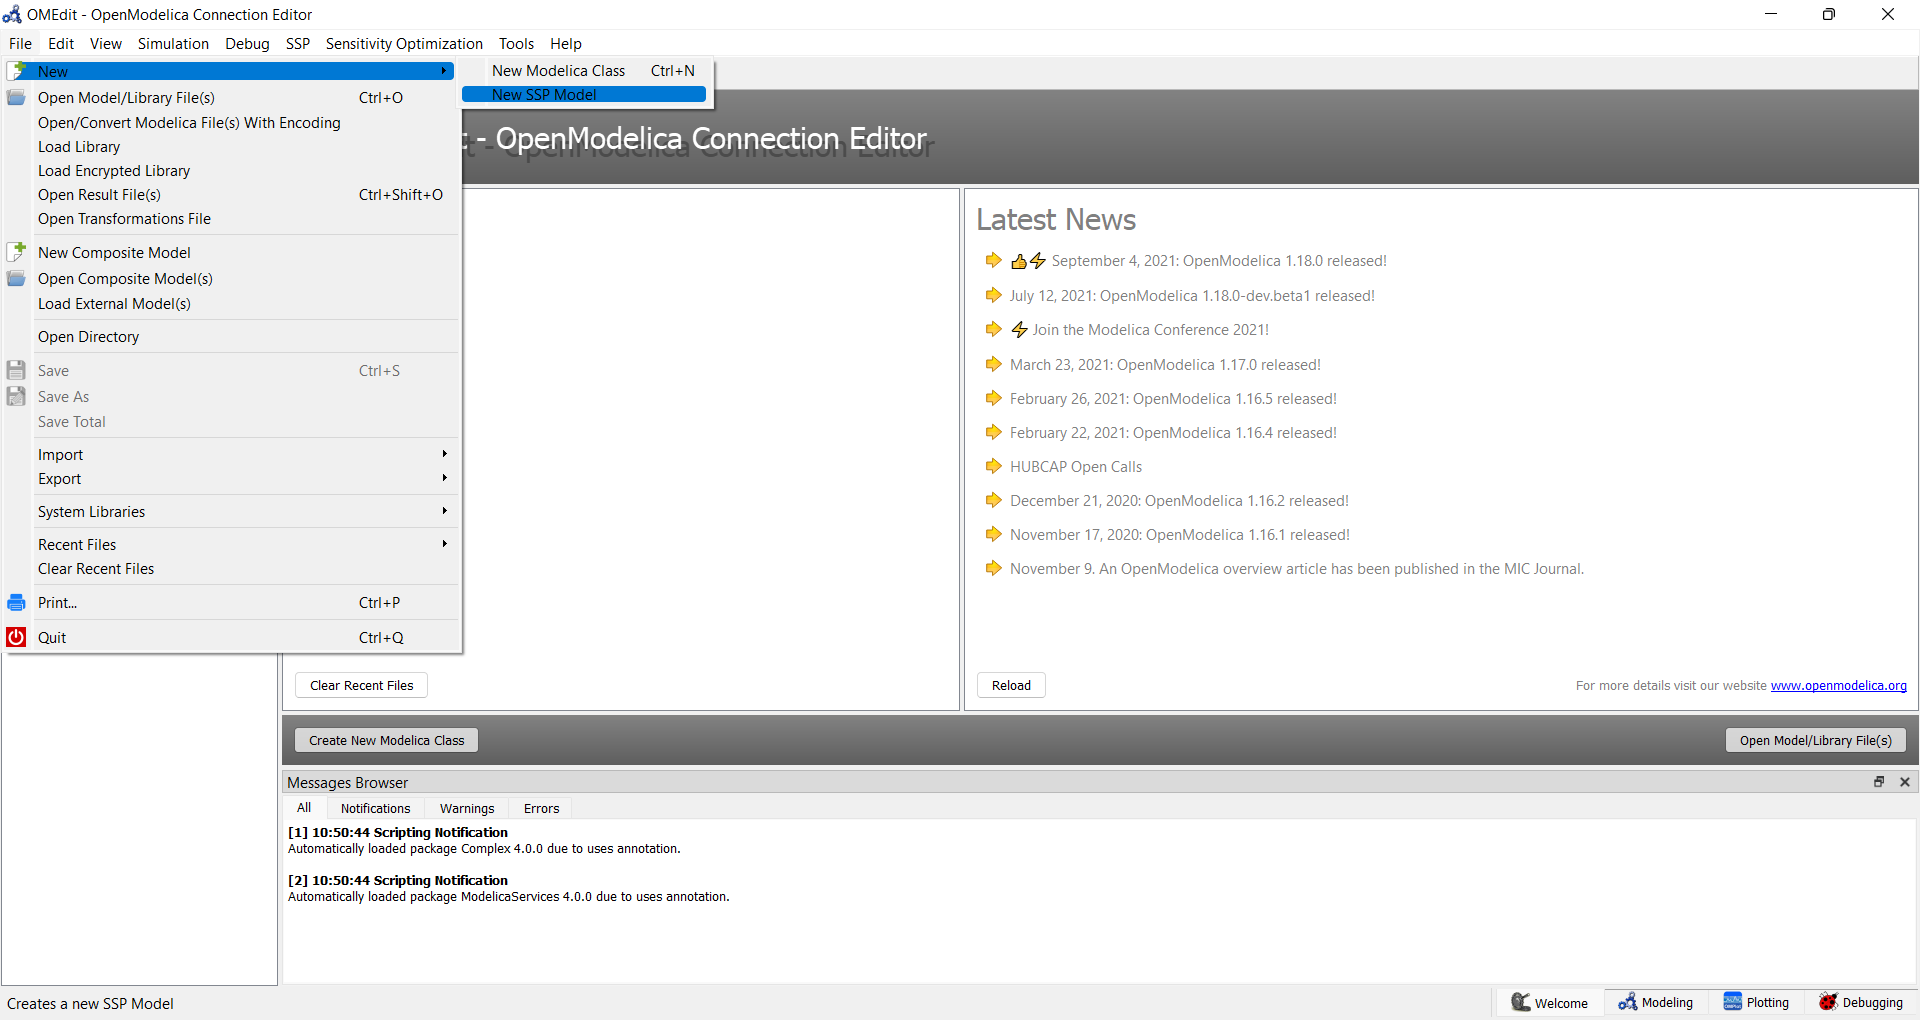 OMEdit - OpenModelica Connection Editor
File Edit View Simulation Debug SSP Sensitivity Optimization Tools Help
New
New Modelica Class Ctrl+N
New SSP Model
Open Model/Library File(s) Ctrl+O
Open/Convert Modelica File(s) With Encoding
Load Library
Load Encrypted Library
Open Result File(s) Ctrl+Shift+O
Open Transformations File
New Composite Model
Open Composite Model(s)
Load External Model(s)
Open Directory
Save Ctrl+S
Save As
Save Total
Import
Export
System Libraries
Recent Files
Clear Recent Files
Print... Ctrl+P
Quit Ctrl+Q
t - OpenModelica Connection Editor
Latest News
September 4, 2021: OpenModelica 1.18.0 released!
July 12, 2021: OpenModelica 1.18.0-dev.beta1 released!
Join the Modelica Conference 2021!
March 23, 2021: OpenModelica 1.17.0 released!
February 26, 2021: OpenModelica 1.16.5 released!
February 22, 2021: OpenModelica 1.16.4 released!
HUBCAP Open Calls
December 21, 2020: OpenModelica 1.16.2 released!
November 17, 2020: OpenModelica 1.16.1 released!
November 9. An OpenModelica overview article has been published in the MIC Journal.
Clear Recent Files
Reload
For more details visit our website www.openmodelica.org
Create New Modelica Class
Open Model/Library File(s)
Messages Browser
All Notifications Warnings Errors
[1] 10:50:44 Scripting Notification
Automatically loaded package Complex 4.0.0 due to uses annotation.
[2] 10:50:44 Scripting Notification
Automatically loaded package ModelicaServices 4.0.0 due to uses annotation.
Creates a new SSP Model
Welcome Modeling Plotting Debugging